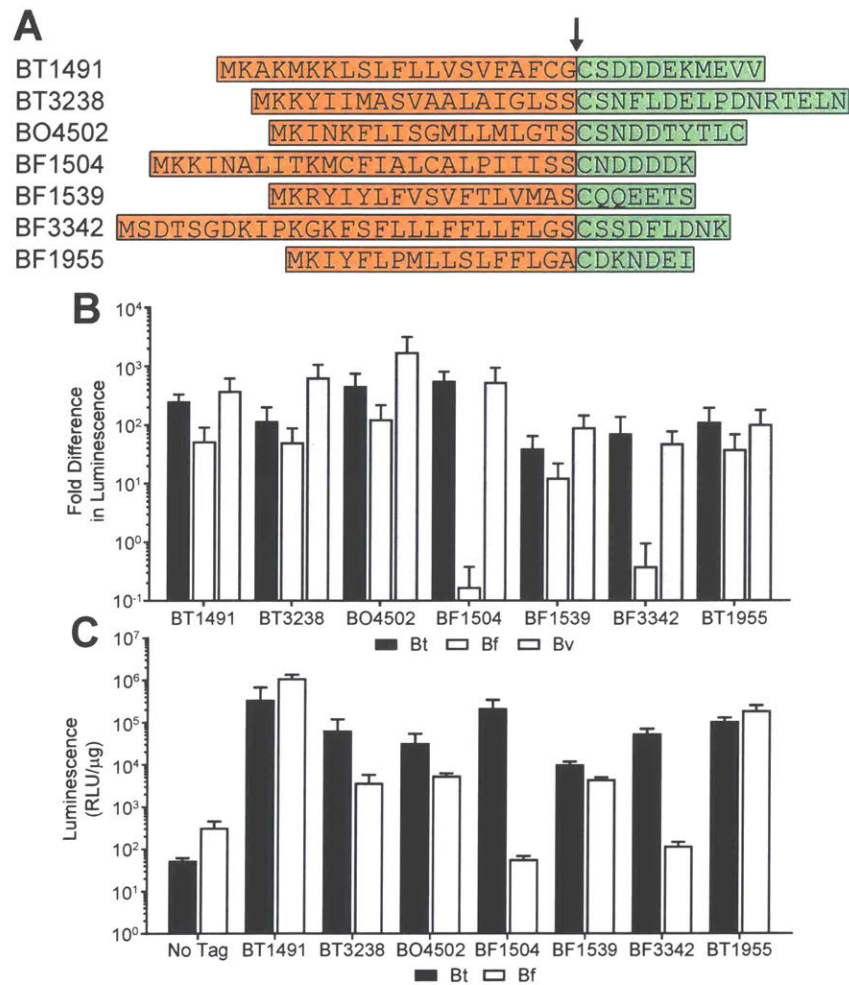 A
BT1491 MKAKMKKLSLFLLVSVFAFCGCSDDDEKMEVV
BT3238 MKKYIIMASVAALAIGLSSCSNFLDELPDNRTELN
BO4502 MKINKFLISGMLLMLGTSCSNDDTYTLC
BF1504 MKKINALITKMCFIALCALPIIISSCNDDDDK
BF1539 MKRYIYLFVSVFTLVMASCQQEETS
BF3342 MSDTSGDKIPKGKFSFLLLFFLLFLGSCSSDFLDNK
BF1955 MKIYFLPMLLSLFFLGACDKNDEI
B
Fold Difference
in Luminescence
10⁴
10³
10²
10¹
10⁰
10⁻¹
BT1491 BT3238 BO4502 BF1504 BF1539 BF3342 BT1955
Bt Bf Bv
C
Luminescence
(RLU/µg)
10⁷
10⁶
10⁵
10⁴
10³
10²
10¹
10⁰
No Tag BT1491 BT3238 BO4502 BF1504 BF1539 BF3342 BT1955
Bt Bf